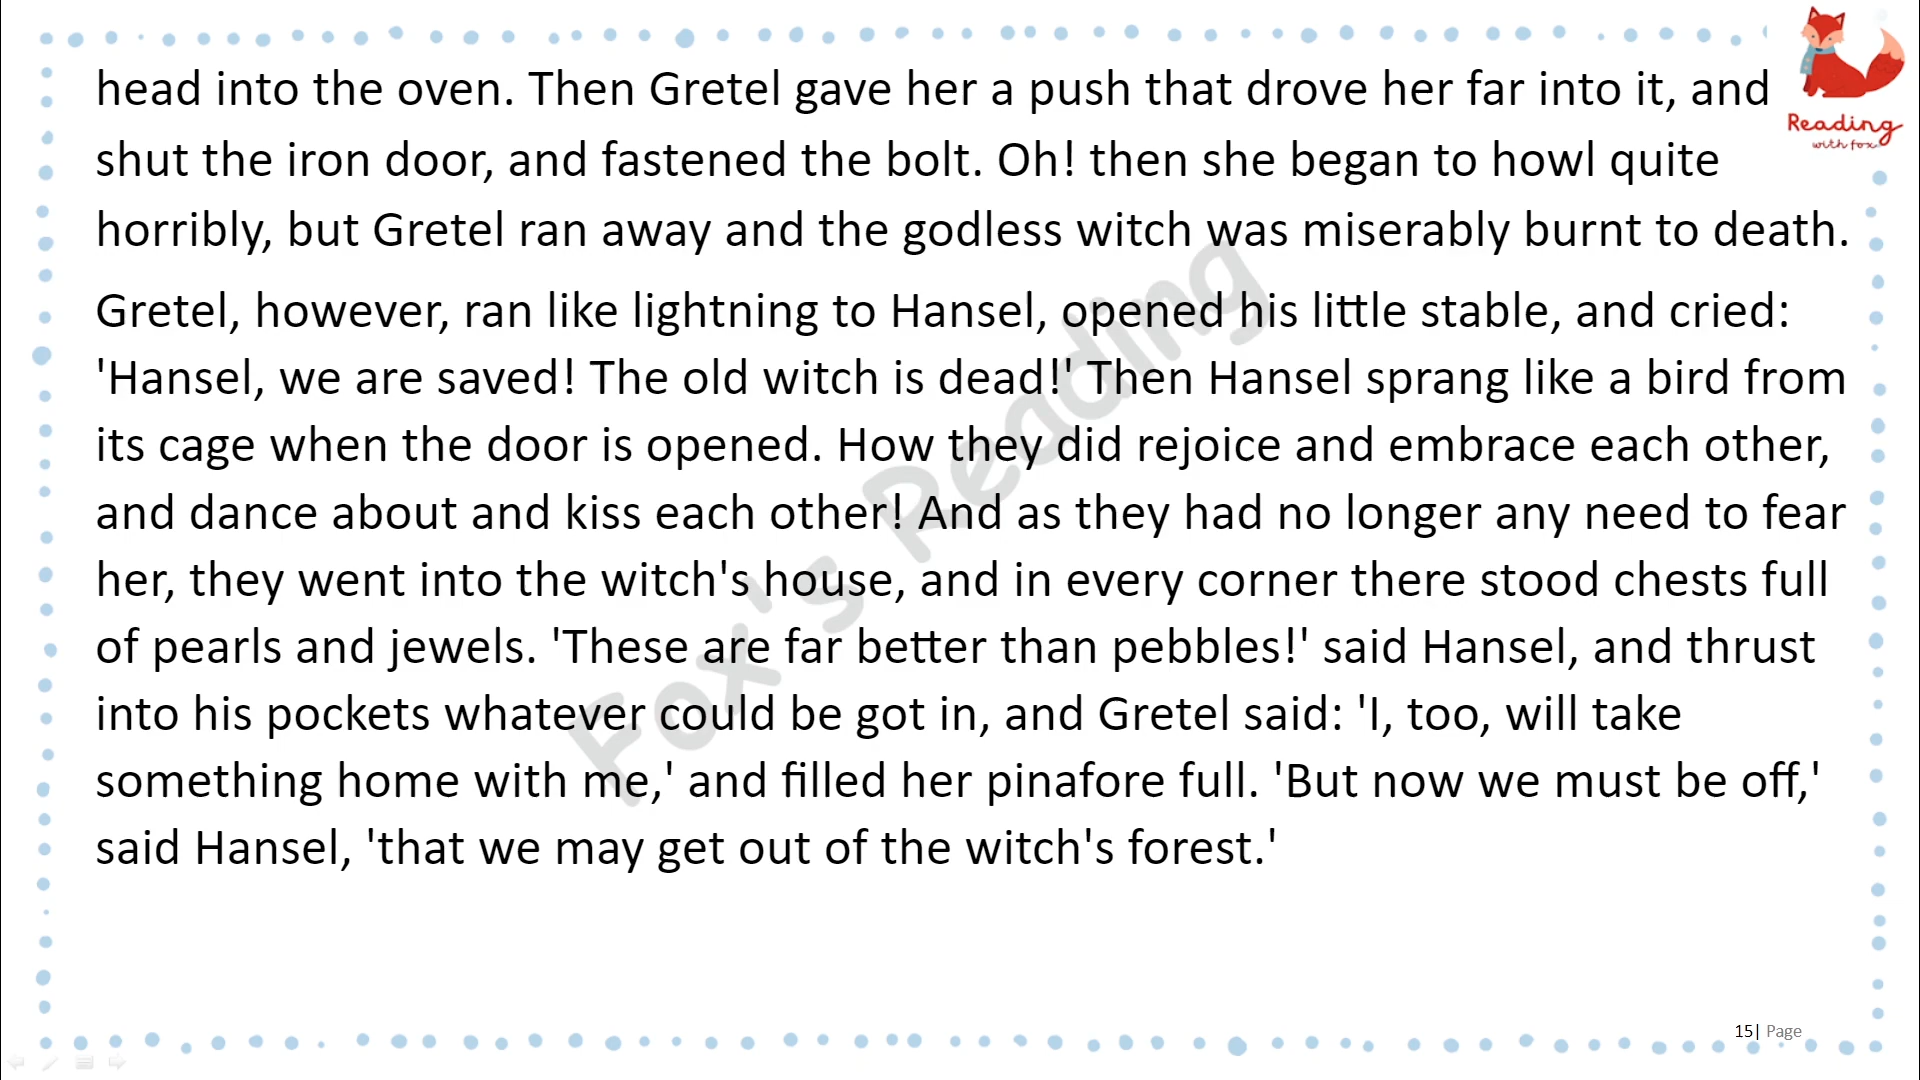 head into the oven. Then Gretel gave her a push that drove her far into it, and
shut the iron door, and fastened the bolt. Oh! then she began to howl quite
horribly, but Gretel ran away and the godless witch was miserably burnt to death.
Gretel, however, ran like lightning to Hansel, opened his little stable, and cried:
'Hansel, we are saved! The old witch is dead!' Then Hansel sprang like a bird from
its cage when the door is opened. How they did rejoice and embrace each other,
and dance about and kiss each other! And as they had no longer any need to fear
her, they went into the witch's house, and in every corner there stood chests full
of pearls and jewels. 'These are far better than pebbles!' said Hansel, and thrust
into his pockets whatever could be got in, and Gretel said: 'I, too, will take
something home with me,' and filled her pinafore full. 'But now we must be off,'
said Hansel, 'that we may get out of the witch's forest.'
Reading
with fox
Fox's Reading
15| Page